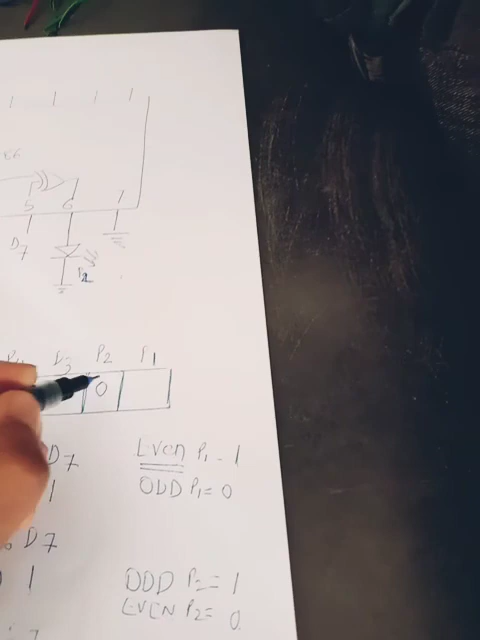 5 6 1
D7
P2
D3 P2 P1
0
D7 EVEN P1 - 1
1 ODD P1 = 0
D7
1 ODD P2 = 1
EVEN P2 = 0